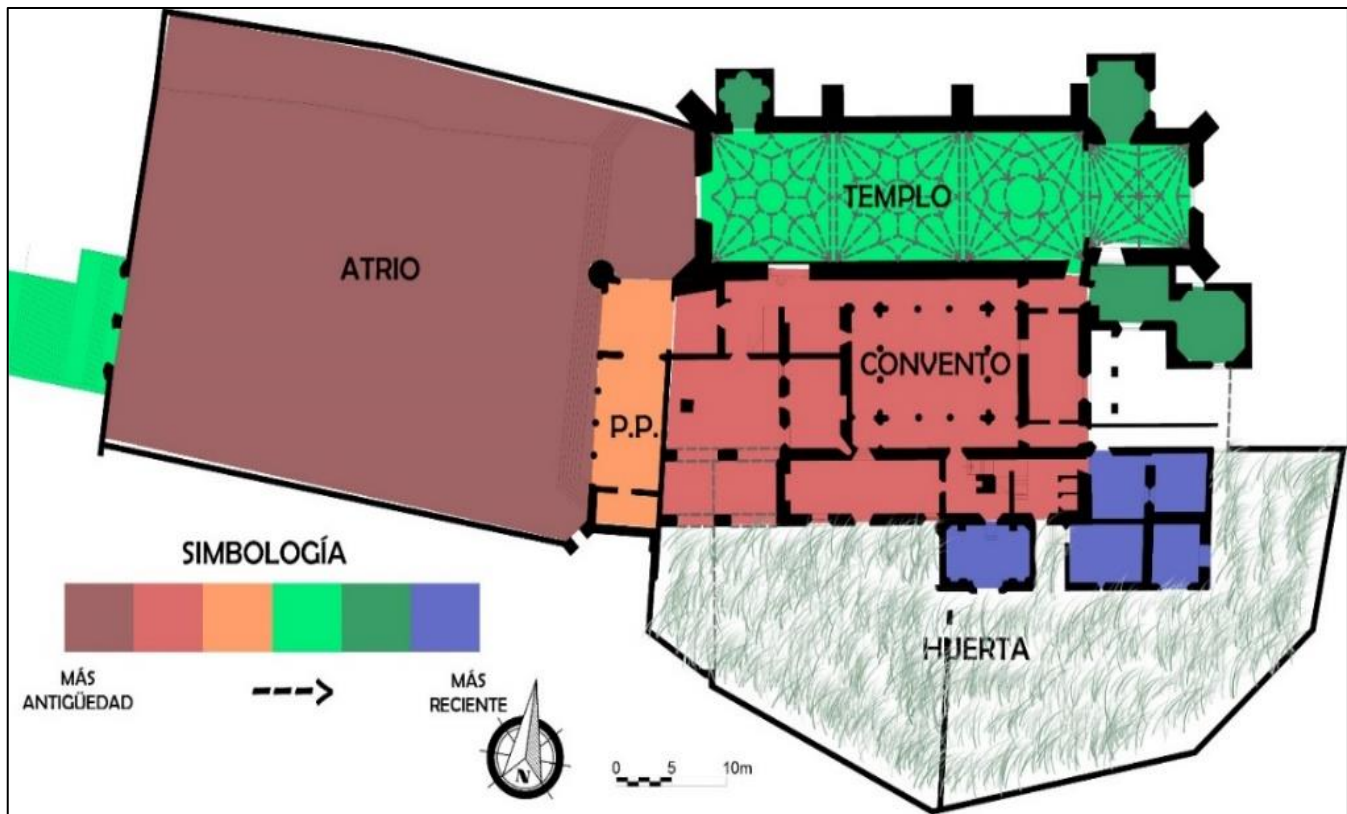 TEMPLO
ATRIO
CONVENTO
P.P.
SIMBOLOGÍA
HUERTA
MÁS
ANTIGÜEDAD
MÁS
RECIENTE
N
0 5 10m